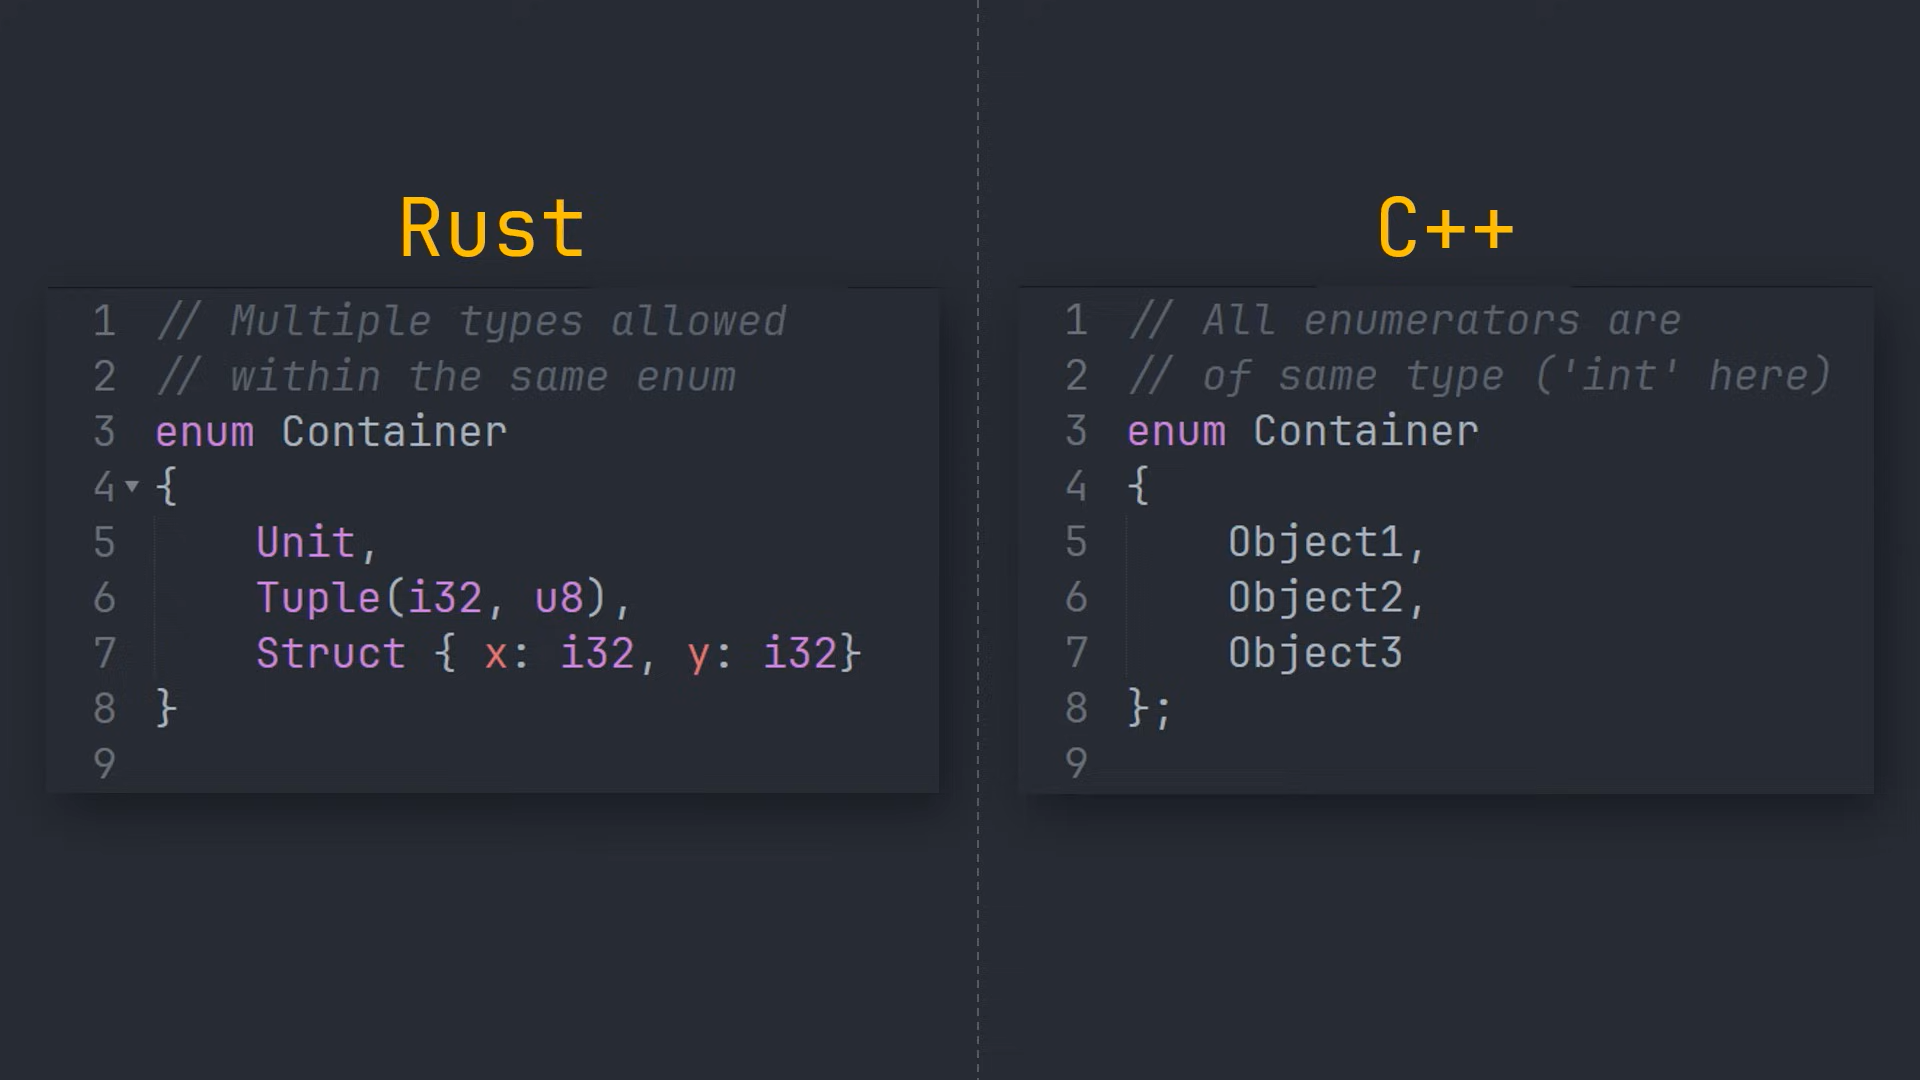 Rust
1 // Multiple types allowed
2 // within the same enum
3 enum Container
4 {
5     Unit,
6     Tuple(i32, u8),
7     Struct { x: i32, y: i32}
8 }
9
C++
1 // All enumerators are
2 // of same type ('int' here)
3 enum Container
4 {
5     Object1,
6     Object2,
7     Object3
8 };
9